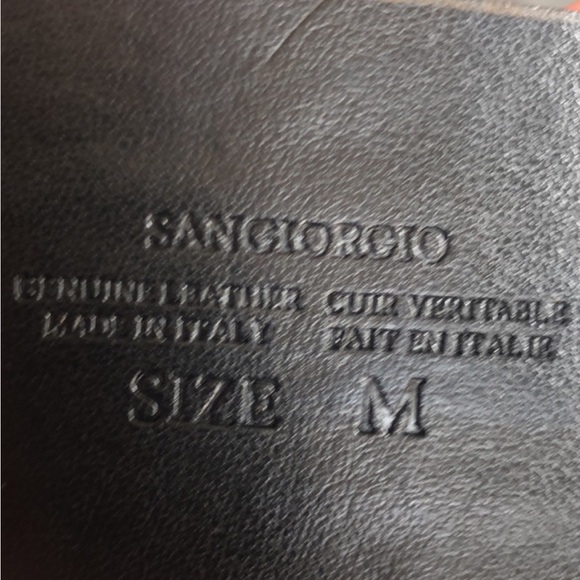 SANGIORGIO
GENUINE LEATHER CUIR VERITABLE
MADE IN ITALY FAIT EN ITALIE
SIZE M